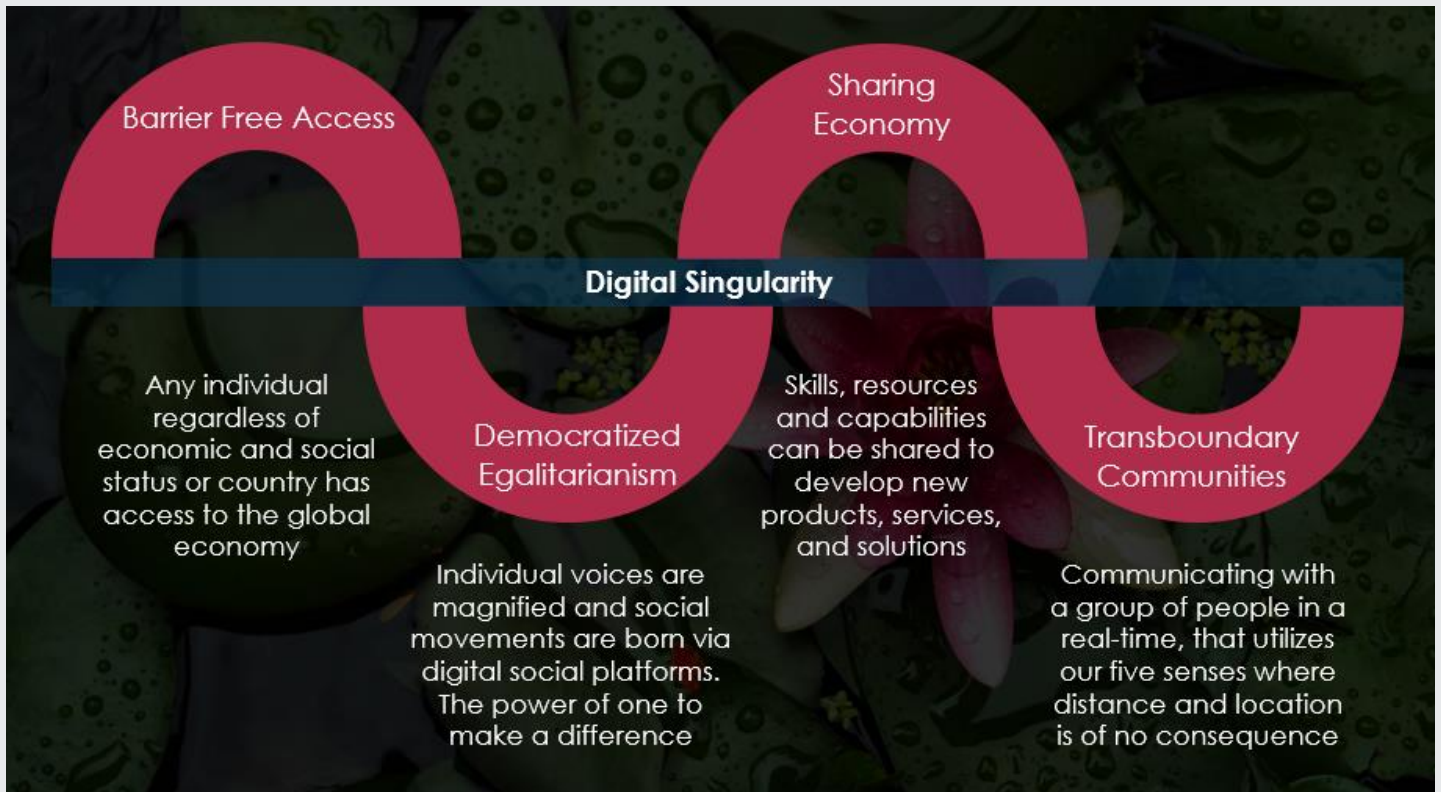 Barrier Free Access
Sharing
Economy
Digital Singularity
Any individual
regardless of
economic and social
status or country has
access to the global
economy
Democratized
Egalitarianism
Individual voices are
magnified and social
movements are born via
digital social platforms.
The power of one to
make a difference
Skills, resources
and capabilities
can be shared to
develop new
products, services,
and solutions
Transboundary
Communities
Communicating with
a group of people in a
real-time, that utilizes
our five senses where
distance and location
is of no consequence